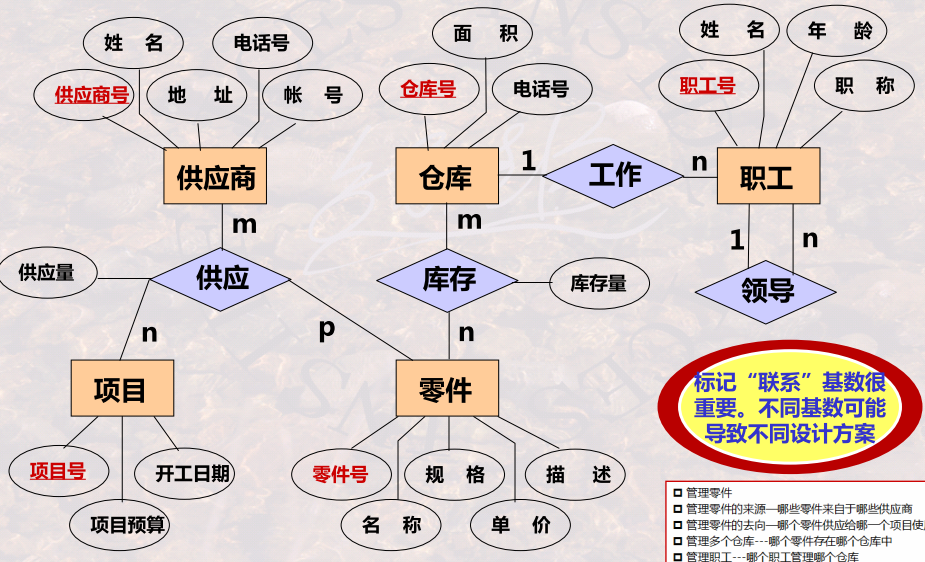 姓 名
电话号
供应商号
地 址
帐 号
面 积
仓库号
电话号
姓 名
年 龄
职工号
职 称
供应商
仓库
1
工作
n
职工
m
m
1
n
供应量
供应
库存
库存量
领导
n
p
n
项目
零件
标记“联系”基数很
重要。不同基数可能
导致不同设计方案
项目号
开工日期
项目预算
零件号
规 格
描 述
名 称
单 价
管理零件
管理零件的来源—哪些零件来自于哪些供应商
管理零件的去向—哪个零件供应给哪一个项目使
管理多个仓库---哪个零件存在哪个仓库中
管理职工---哪个职工管理哪个仓库